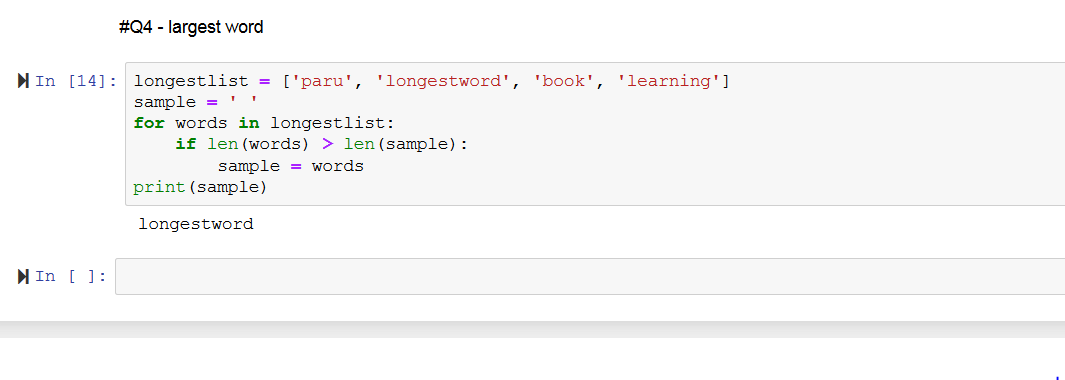 #Q4 - largest word
In [14]: longestlist = ['paru', 'longestword', 'book', 'learning']
sample = ' '
for words in longestlist:
    if len(words) > len(sample):
        sample = words
print(sample)
longestword
In [ ]: